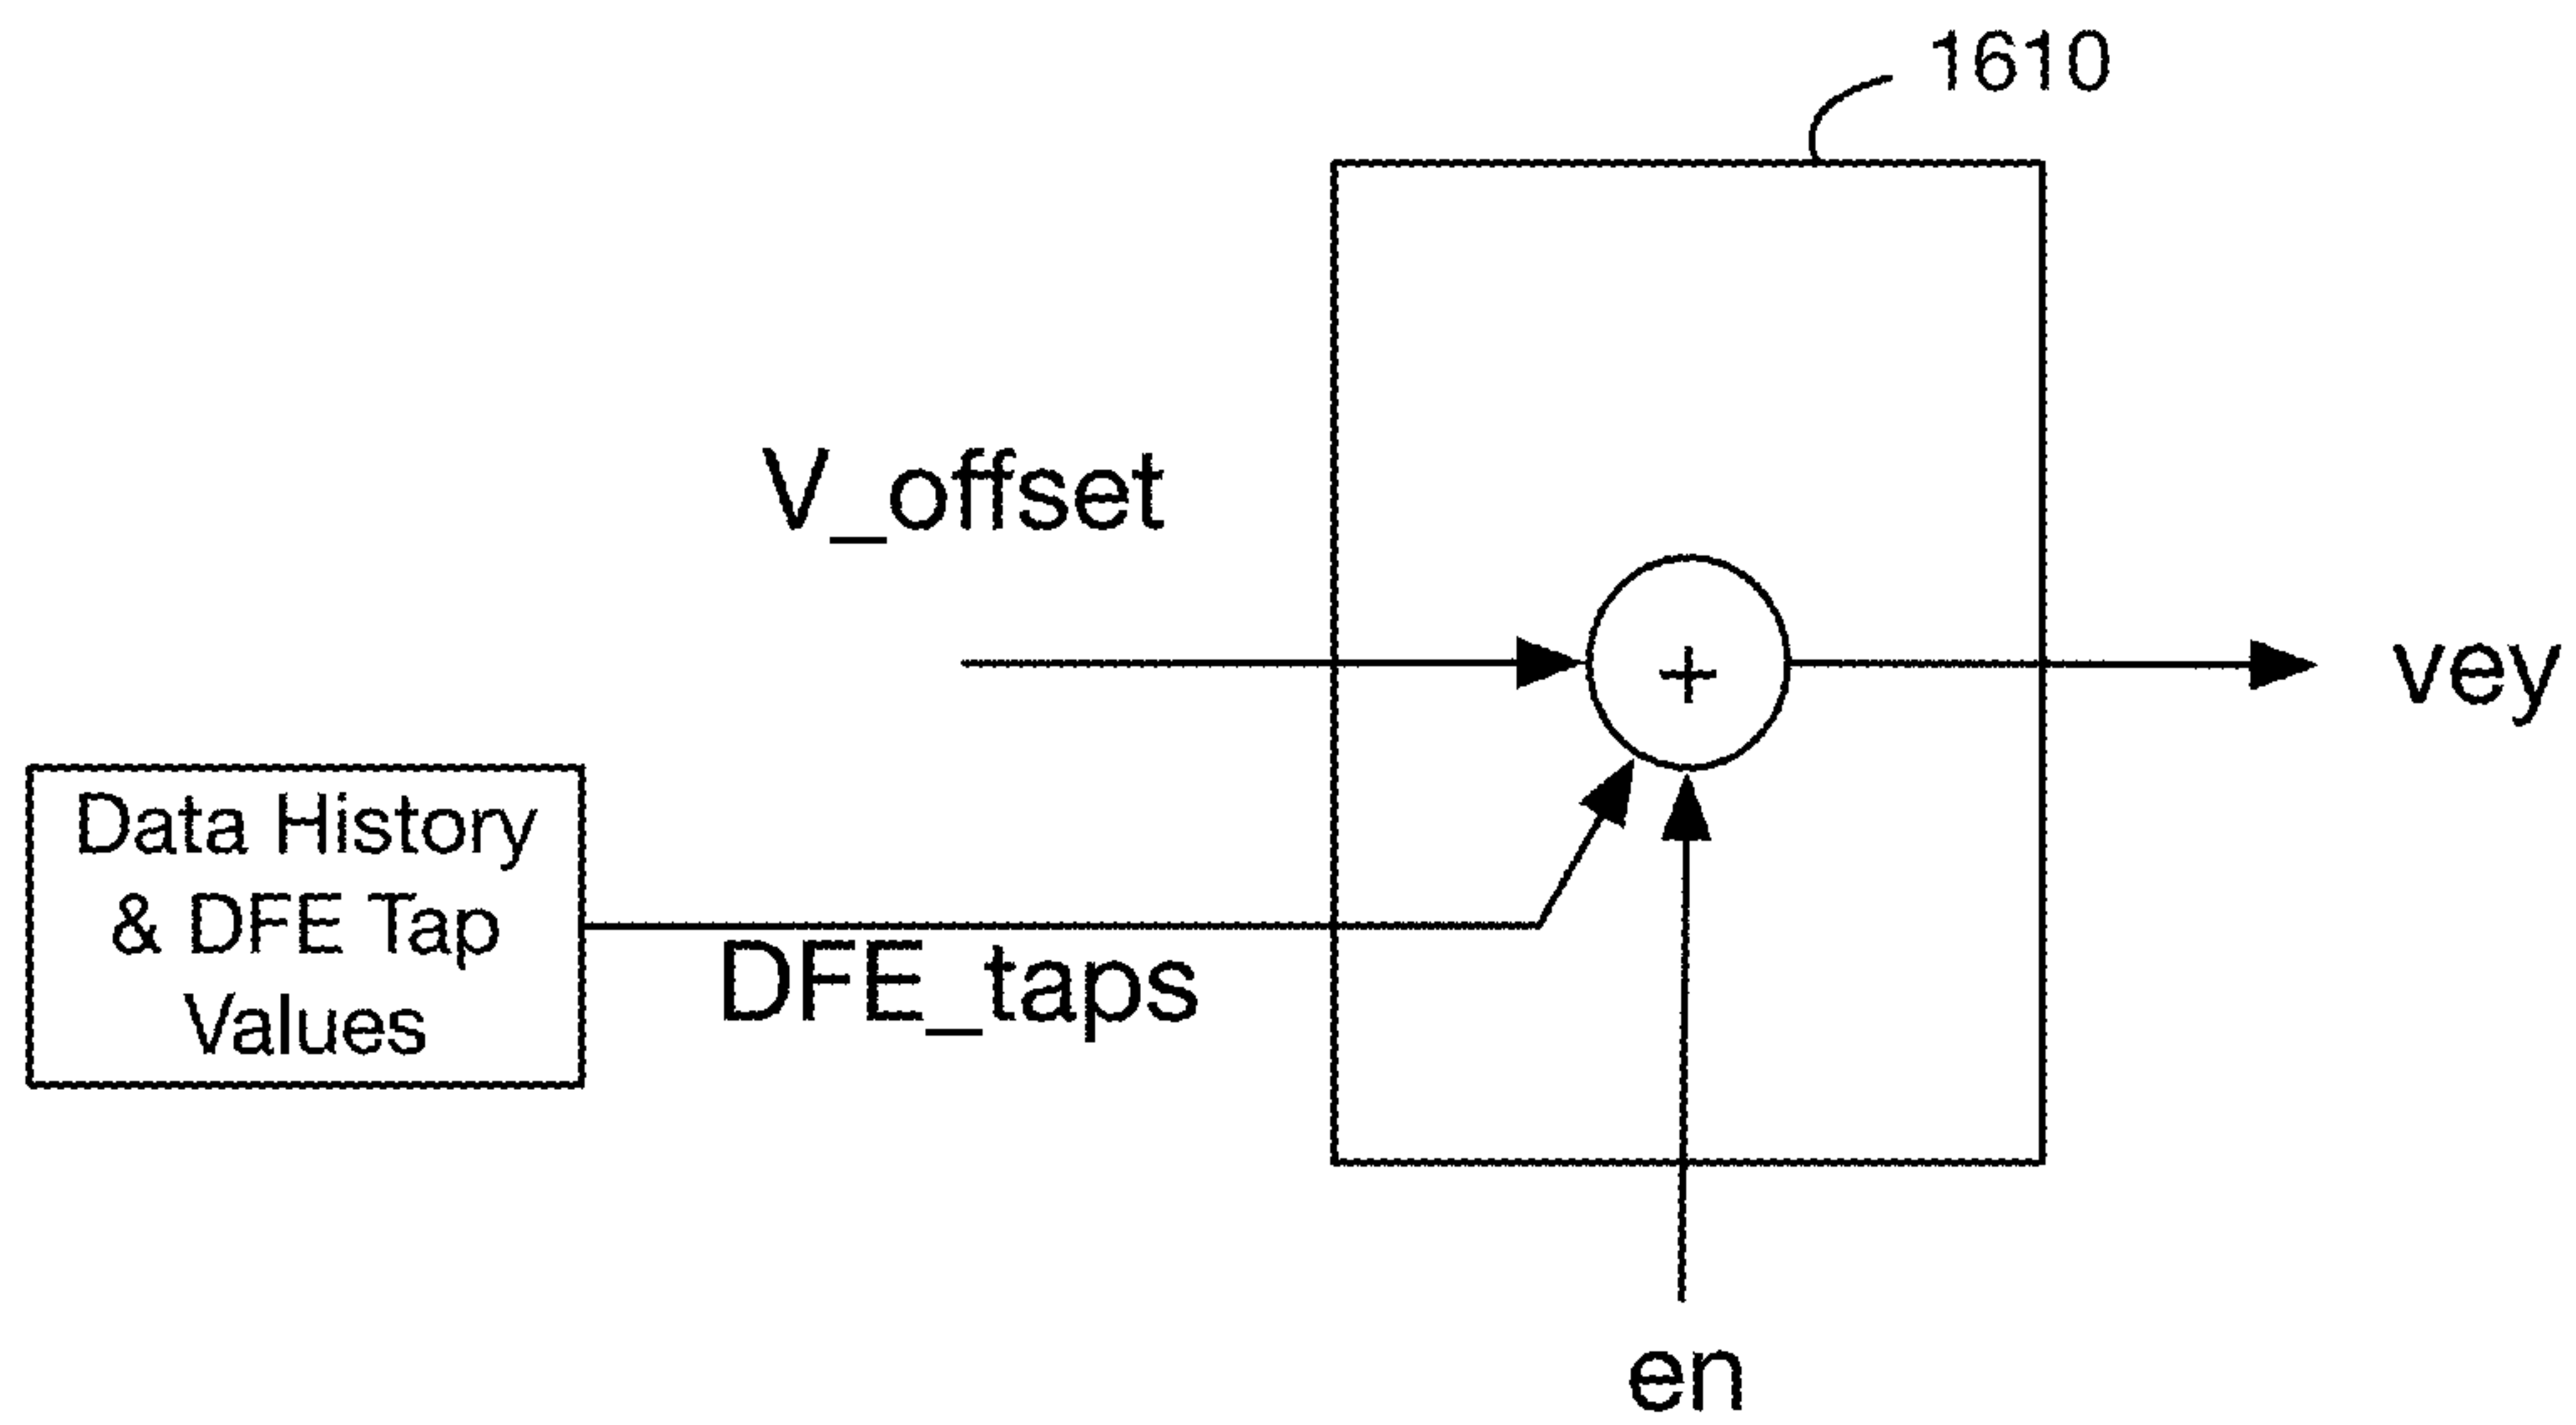 1610
V_offset
+
vey
Data History
& DFE Tap
Values
DFE_taps
en